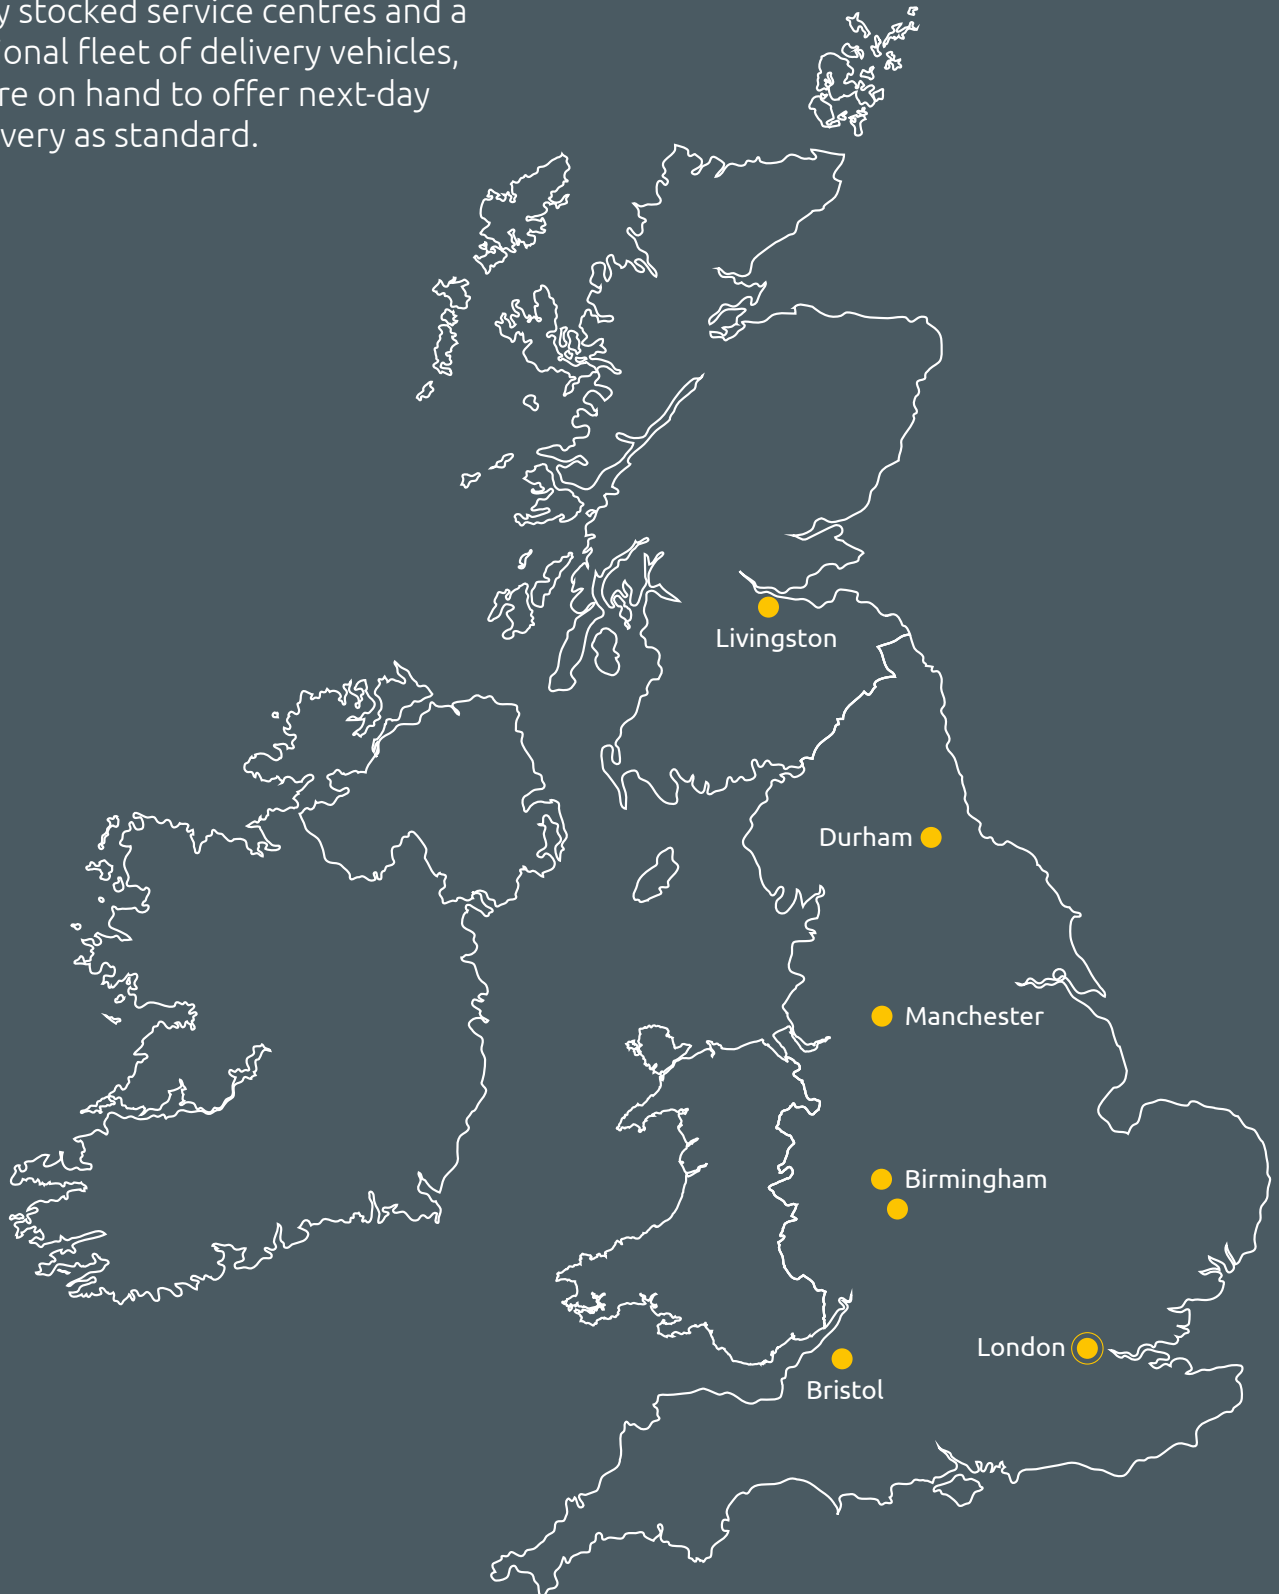 y stocked service centres and a
ional fleet of delivery vehicles,
re on hand to offer next-day
very as standard.
Livingston
Durham
Manchester
Birmingham
London
Bristol